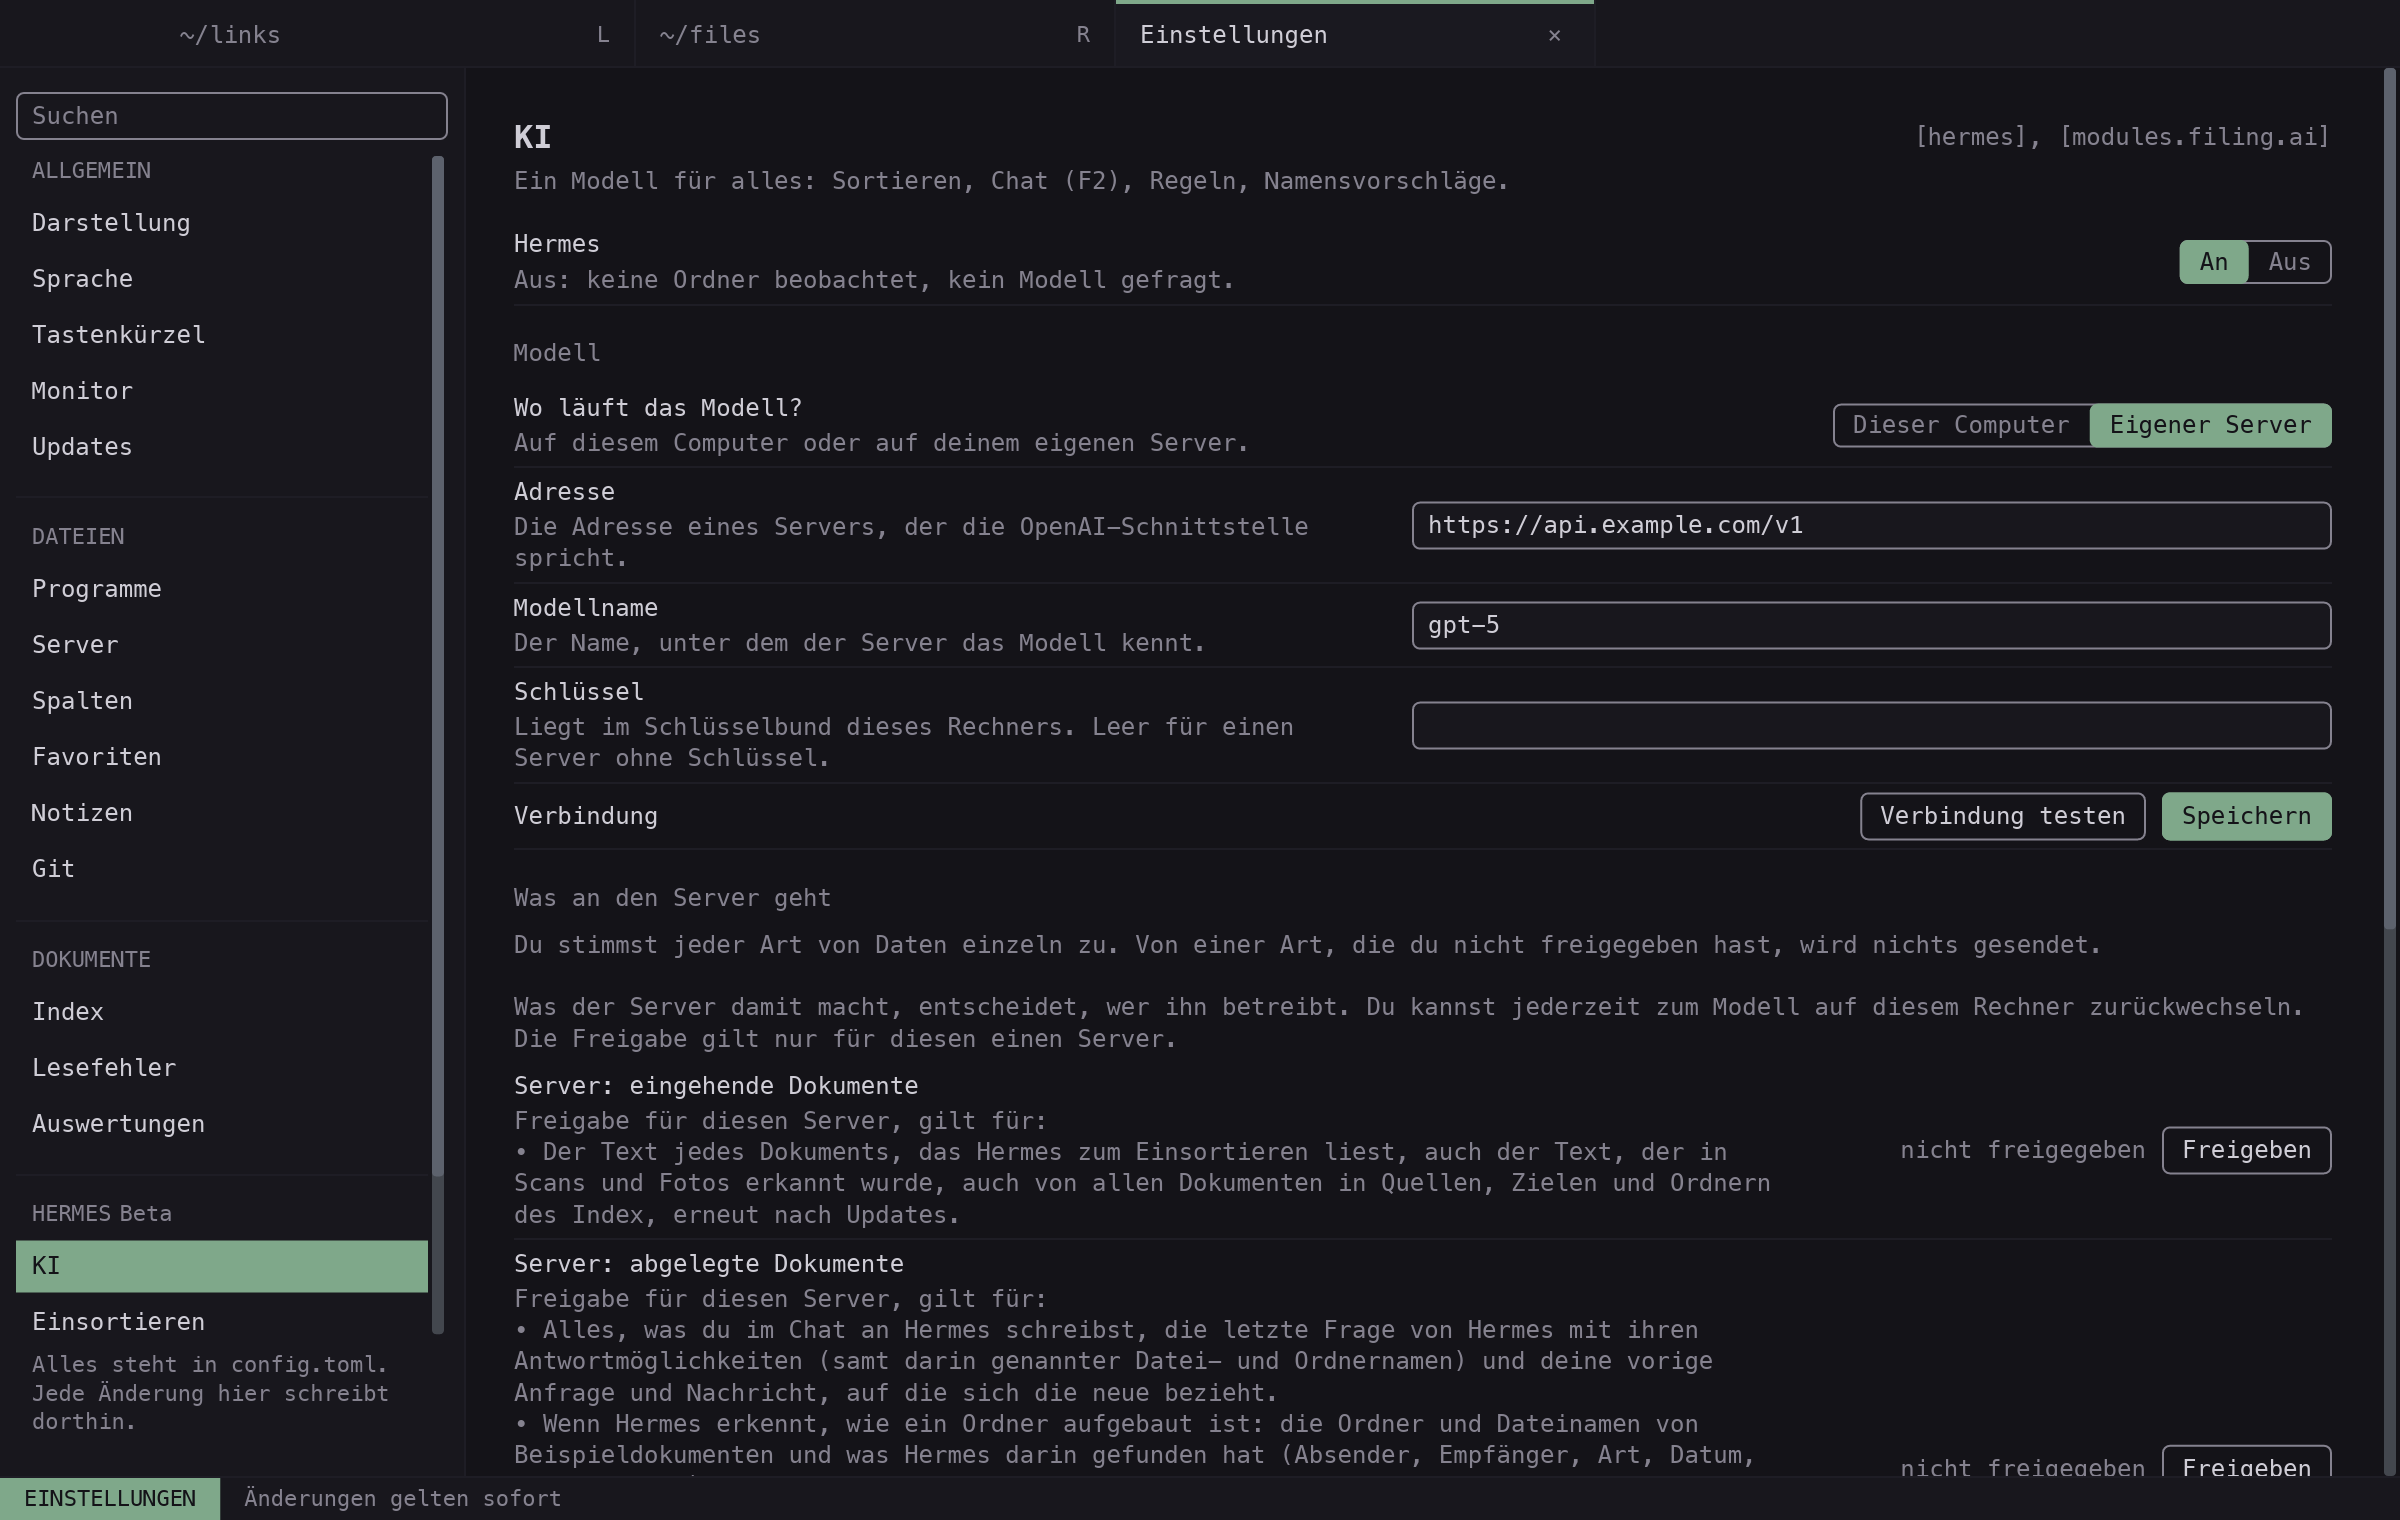 ~/links L ~/files R Einstellungen ×
Suchen
ALLGEMEIN
Darstellung
Sprache
Tastenkürzel
Monitor
Updates
DATEIEN
Programme
Server
Spalten
Favoriten
Notizen
Git
DOKUMENTE
Index
Lesefehler
Auswertungen
HERMES Beta
KI
Einsortieren
Alles steht in config.toml.
Jede Änderung hier schreibt
dorthin.
KI [hermes], [modules.filing.ai]
Ein Modell für alles: Sortieren, Chat (F2), Regeln, Namensvorschläge.
Hermes
Aus: keine Ordner beobachtet, kein Modell gefragt.
An Aus
Modell
Wo läuft das Modell?
Auf diesem Computer oder auf deinem eigenen Server.
Dieser Computer Eigener Server
Adresse
Die Adresse eines Servers, der die OpenAI-Schnittstelle
spricht.
https://api.example.com/v1
Modellname
Der Name, unter dem der Server das Modell kennt.
gpt-5
Schlüssel
Liegt im Schlüsselbund dieses Rechners. Leer für einen
Server ohne Schlüssel.
Verbindung Verbindung testen Speichern
Was an den Server geht
Du stimmst jeder Art von Daten einzeln zu. Von einer Art, die du nicht freigegeben hast, wird nichts gesendet.
Was der Server damit macht, entscheidet, wer ihn betreibt. Du kannst jederzeit zum Modell auf diesem Rechner zurückwechseln.
Die Freigabe gilt nur für diesen einen Server.
Server: eingehende Dokumente
Freigabe für diesen Server, gilt für:
• Der Text jedes Dokuments, das Hermes zum Einsortieren liest, auch der Text, der in
Scans und Fotos erkannt wurde, auch von allen Dokumenten in Quellen, Zielen und Ordnern
des Index, erneut nach Updates.
nicht freigegeben Freigeben
Server: abgelegte Dokumente
Freigabe für diesen Server, gilt für:
• Alles, was du im Chat an Hermes schreibst, die letzte Frage von Hermes mit ihren
Antwortmöglichkeiten (samt darin genannter Datei- und Ordnernamen) und deine vorige
Anfrage und Nachricht, auf die sich die neue bezieht.
• Wenn Hermes erkennt, wie ein Ordner aufgebaut ist: die Ordner und Dateinamen von
Beispieldokumenten und was Hermes darin gefunden hat (Absender, Empfänger, Art, Datum,
nicht freigegeben Freigeben
EINSTELLUNGEN Änderungen gelten sofort